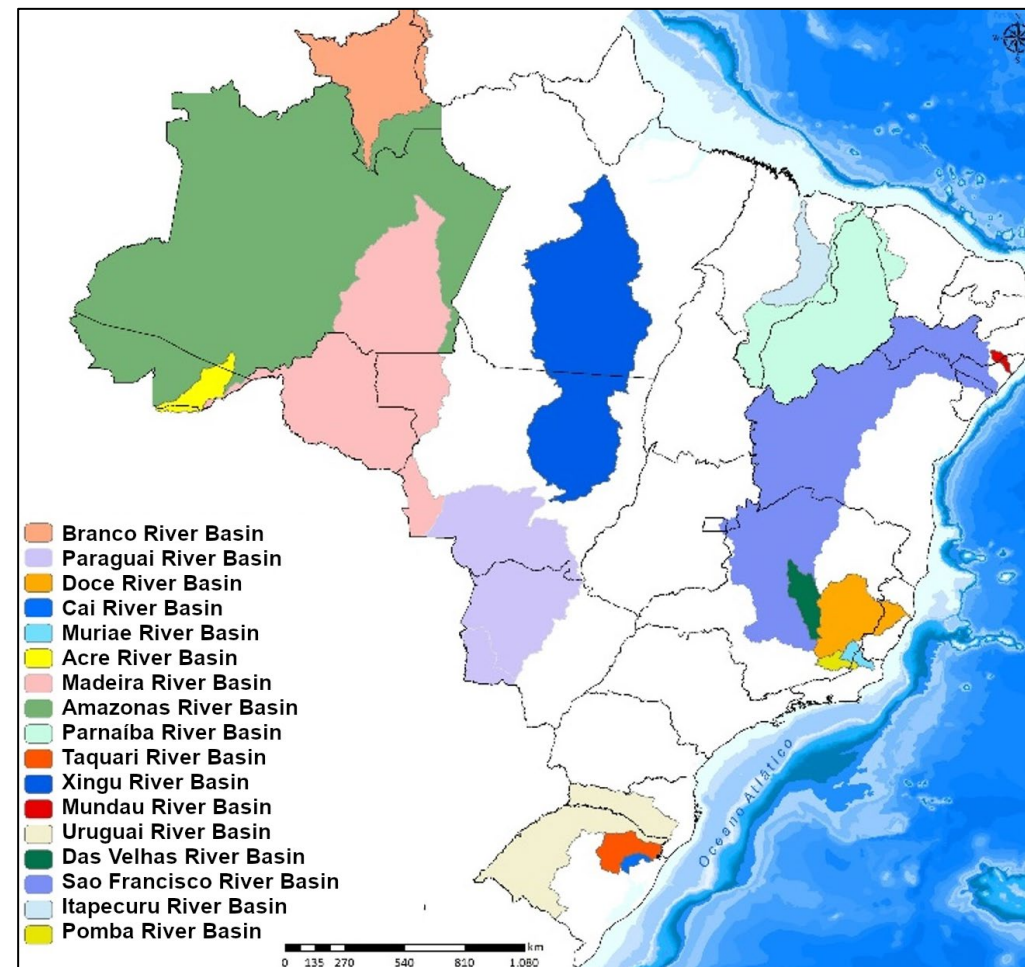 Branco River Basin
Paraguai River Basin
Doce River Basin
Cai River Basin
Muriae River Basin
Acre River Basin
Madeira River Basin
Amazonas River Basin
Parnaíba River Basin
Taquari River Basin
Xingu River Basin
Mundau River Basin
Uruguai River Basin
Das Velhas River Basin
Sao Francisco River Basin
Itapecuru River Basin
Pomba River Basin
Oceano Atlático
km
0 135 270 540 810 1.080